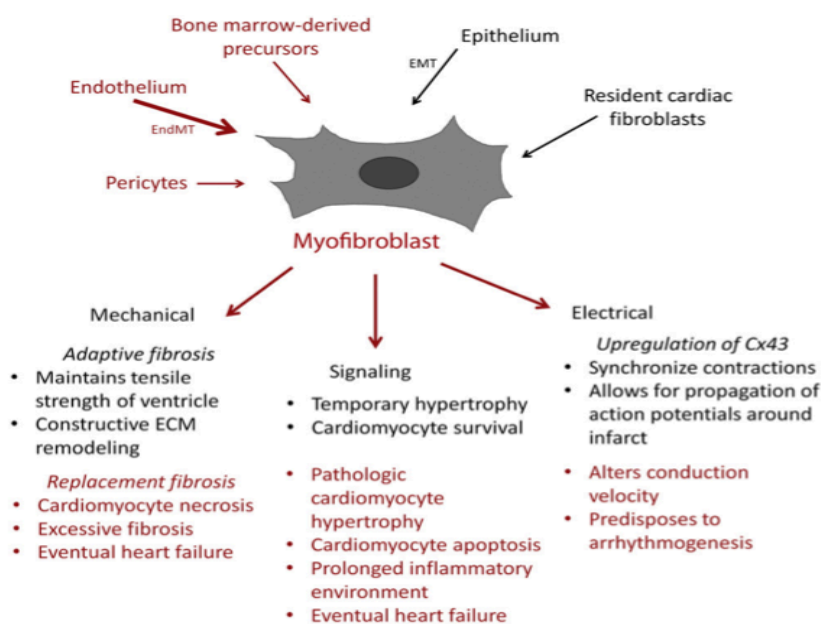 Bone marrow-derived
precursors
Epithelium
EMT
Endothelium
EndMT
Resident cardiac
fibroblasts
Pericytes
Myofibroblast
Mechanical
Adaptive fibrosis
• Maintains tensile
strength of ventricle
• Constructive ECM
remodeling
Replacement fibrosis
• Cardiomyocyte necrosis
• Excessive fibrosis
• Eventual heart failure
Signaling
• Temporary hypertrophy
• Cardiomyocyte survival
• Pathologic
cardiomyocyte
hypertrophy
• Cardiomyocyte apoptosis
• Prolonged inflammatory
environment
• Eventual heart failure
Electrical
Upregulation of Cx43
• Synchronize contractions
• Allows for propagation of
action potentials around
infarct
• Alters conduction
velocity
• Predisposes to
arrhythmogenesis